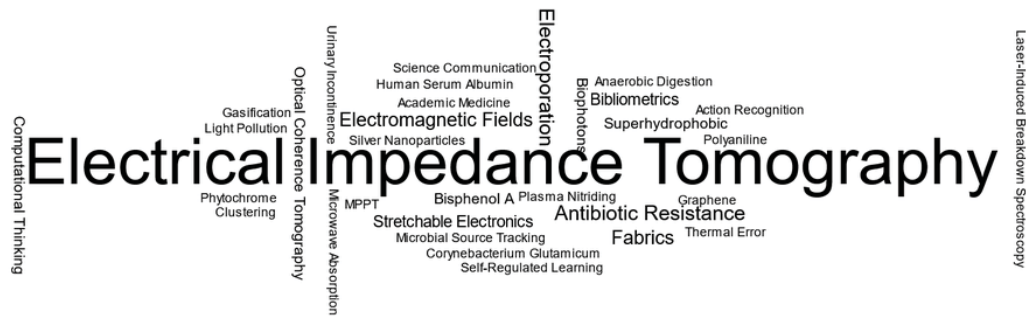 Electroporation
Urinary Incontinence
Laser-Induced Breakdown Spectroscopy
Science Communication
Optical Coherence Tomography
Human Serum Albumin
Biophotons
Anaerobic Digestion
Bibliometrics
Academic Medicine
Gasification
Action Recognition
Electromagnetic Fields
Computational Thinking
Light Pollution
Superhydrophobic
Silver Nanoparticles
Polyaniline
Electrical Impedance Tomography
Microwave Absorption
Phytochrome
MPPT
Bisphenol A
Plasma Nitriding
Graphene
Clustering
Stretchable Electronics
Antibiotic Resistance
Microbial Source Tracking
Fabrics
Thermal Error
Corynebacterium Glutamicum
Self-Regulated Learning